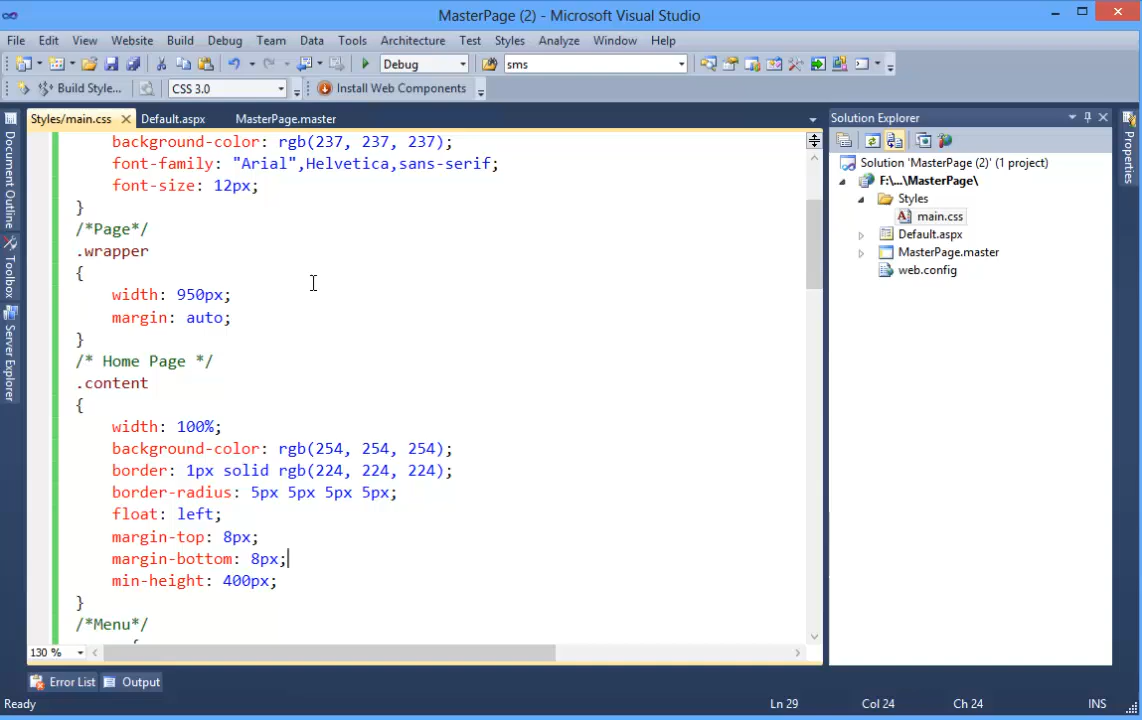 MasterPage (2) - Microsoft Visual Studio
File Edit View Website Build Debug Team Data Tools Architecture Test Styles Analyze Window Help
Debug sms
Build Style... CSS 3.0 Install Web Components
Styles/main.css Default.aspx MasterPage.master
background-color: rgb(237, 237, 237);
font-family: "Arial",Helvetica,sans-serif;
font-size: 12px;
}
/*Page*/
.wrapper
{
width: 950px;
margin: auto;
}
/* Home Page */
.content
{
width: 100%;
background-color: rgb(254, 254, 254);
border: 1px solid rgb(224, 224, 224);
border-radius: 5px 5px 5px 5px;
float: left;
margin-top: 8px;
margin-bottom: 8px;
min-height: 400px;
}
/*Menu*/
130 %
Document Outline
Toolbox
Server Explorer
Solution Explorer
Solution 'MasterPage (2)' (1 project)
F:\...\MasterPage\
Styles
main.css
Default.aspx
MasterPage.master
web.config
Properties
Error List Output
Ready Ln 29 Col 24 Ch 24 INS